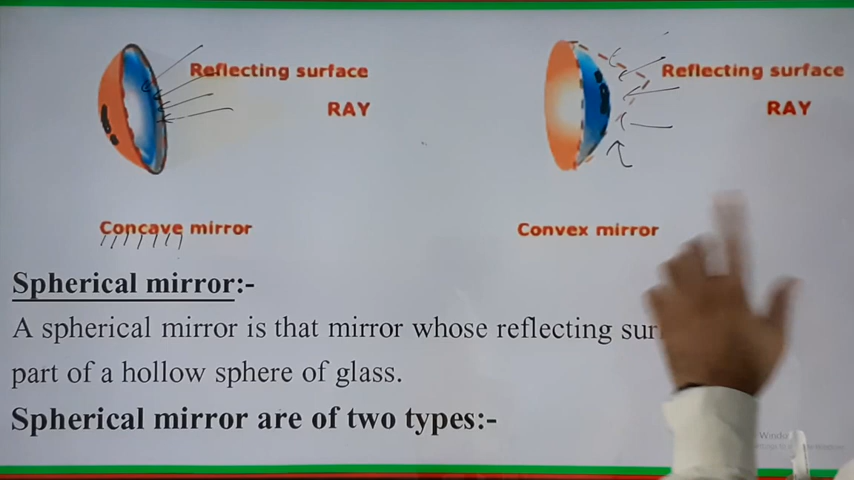 Reflecting surface
RAY
Reflecting surface
RAY
Concave mirror
Convex mirror
Spherical mirror:-
A spherical mirror is that mirror whose reflecting
part of a hollow sphere of glass.
Spherical mirror are of two types:-